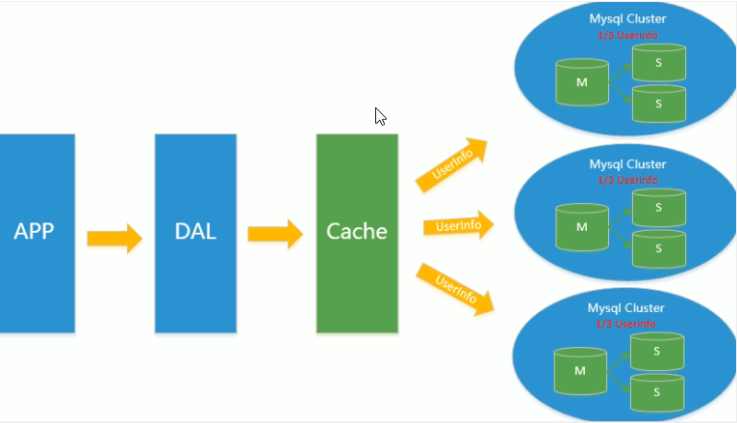 APP
DAL
Cache
UserInfo
UserInfo
UserInfo
Mysql Cluster
1/3 Userinfo
M
S
S
Mysql Cluster
1/3 Userinfo
M
S
S
Mysql Cluster
1/3 Userinfo
M
S
S